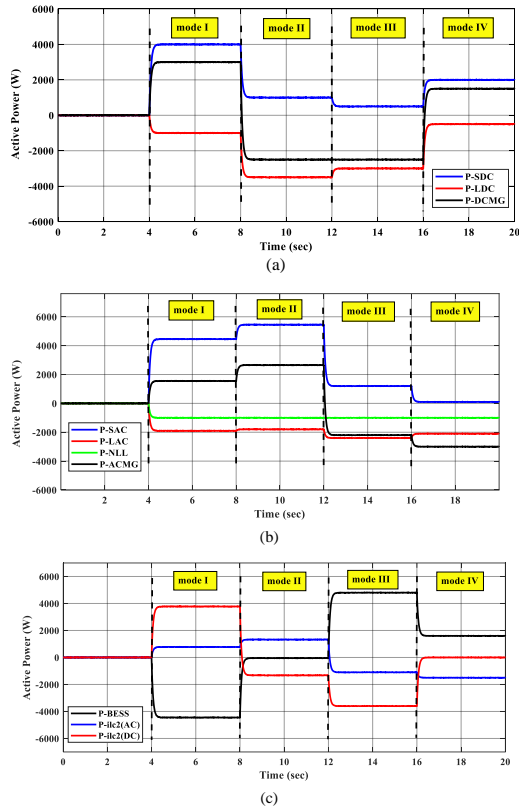 mode I
mode II
mode III
mode IV
6000
4000
2000
0
-2000
-4000
-6000
Active Power (W)
P-SDC
P-LDC
P-DCMG
0 2 4 6 8 10 12 14 16 18 20
Time (sec)
(a)
mode I
mode II
mode III
mode IV
6000
4000
2000
0
-2000
-4000
-6000
Active Power (W)
P-SAC
P-LAC
P-NLL
P-ACMG
2 4 6 8 10 12 14 16 18
Time (sec)
(b)
mode I
mode II
mode III
mode IV
6000
4000
2000
0
-2000
-4000
-6000
Active Power (W)
P-BESS
P-ilc2(AC)
P-ilc2(DC)
0 2 4 6 8 10 12 14 16 18 20
Time (sec)
(c)